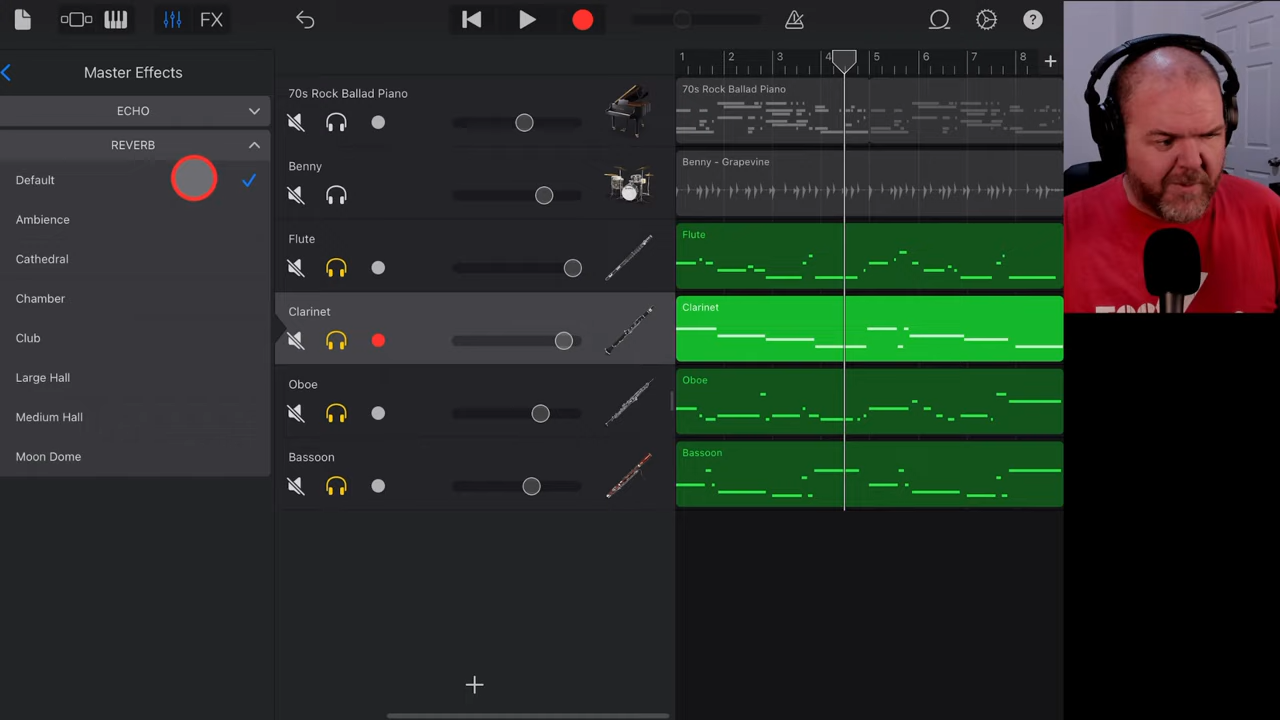 FX
?
Master Effects
ECHO
REVERB
Default
Ambience
Cathedral
Chamber
Club
Large Hall
Medium Hall
Moon Dome
70s Rock Ballad Piano
Benny
Flute
Clarinet
Oboe
Bassoon
1 2 3 4 5 6 7 8 +
70s Rock Ballad Piano
Benny - Grapevine
Flute
Clarinet
Oboe
Bassoon
+